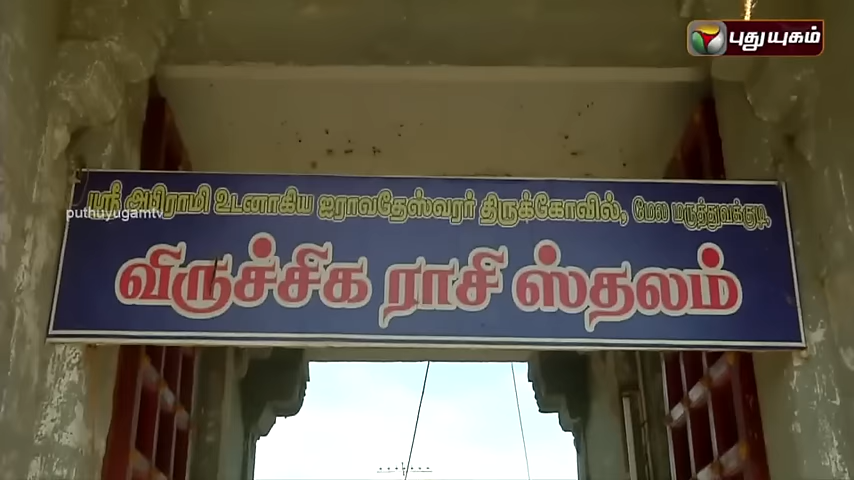 புதுயுகம்
ஸ்ரீ அபிராமி உடனாகிய ஐராவதேஸ்வரர் திருக்கோவில், மேல மருத்துவக்குடி
puthuyugamtv
விருச்சிக ராசி ஸ்தலம்